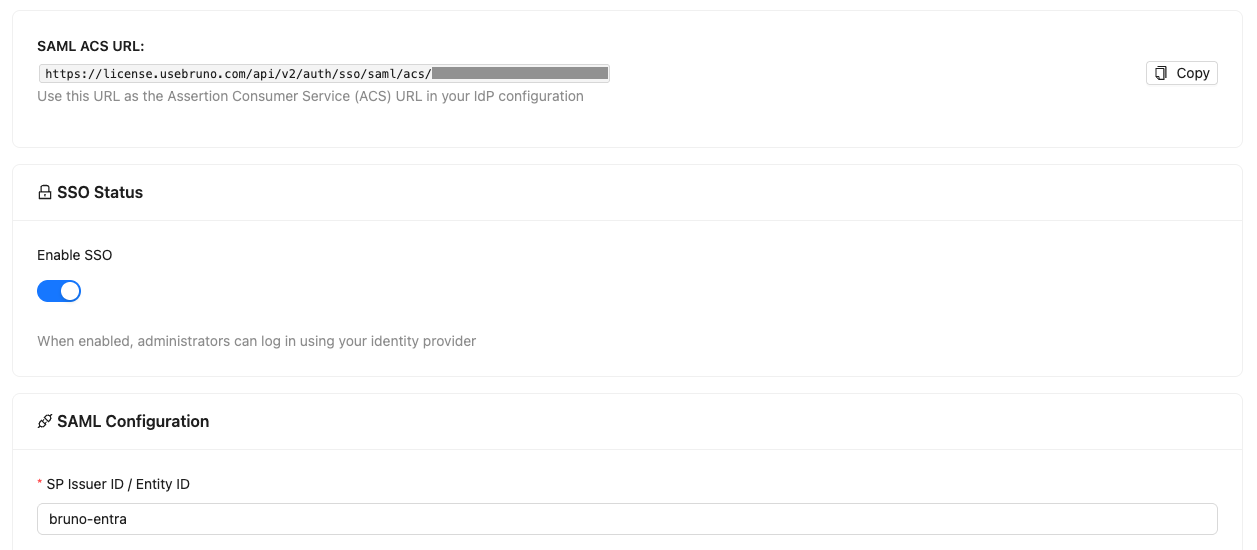 SAML ACS URL:
https://license.usebruno.com/api/v2/auth/sso/saml/acs/
Copy
Use this URL as the Assertion Consumer Service (ACS) URL in your IdP configuration
SSO Status
Enable SSO
When enabled, administrators can log in using your identity provider
SAML Configuration
* SP Issuer ID / Entity ID
bruno-entra